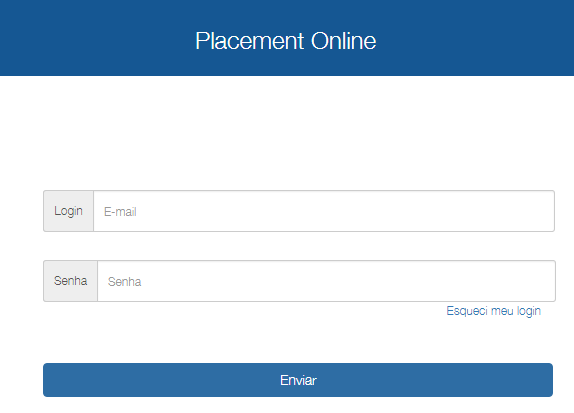 Placement Online
Login E-mail
Senha Senha
Esqueci meu login
Enviar